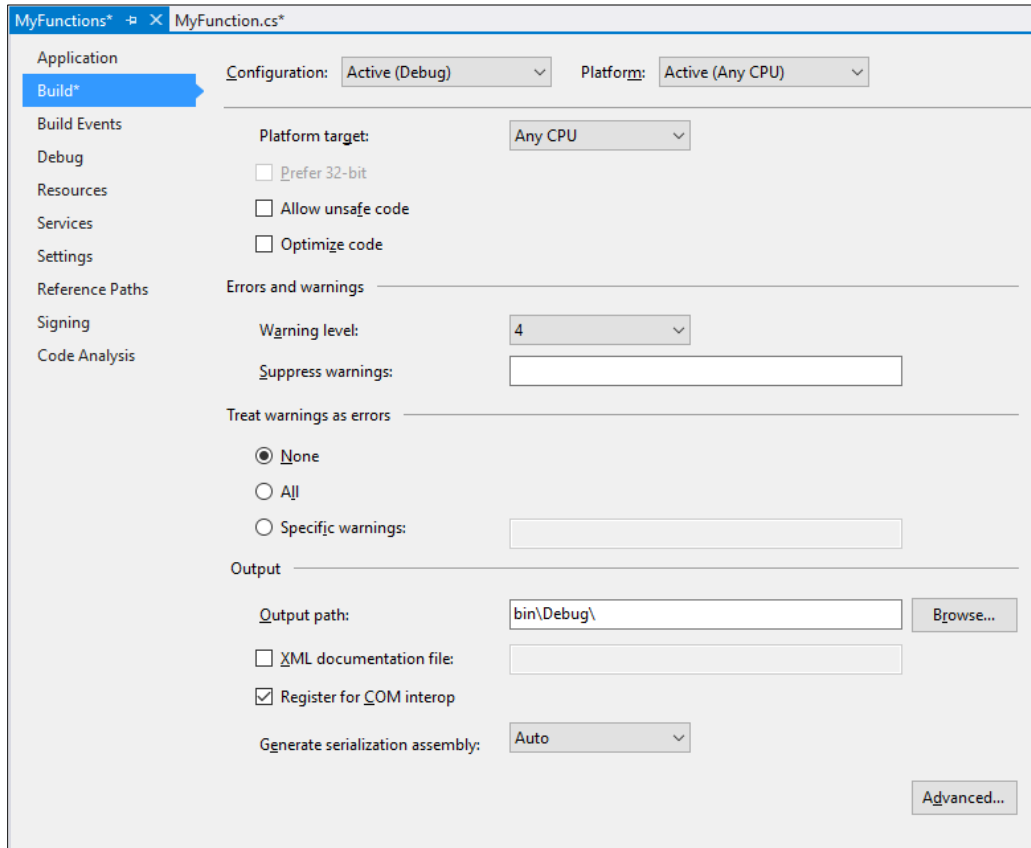 MyFunctions* MyFunction.cs*
Application
Configuration: Active (Debug) Platform: Active (Any CPU)
Build*
Build Events
Platform target: Any CPU
Debug
Prefer 32-bit
Resources
Allow unsafe code
Services
Optimize code
Settings
Reference Paths
Errors and warnings
Signing
Warning level: 4
Code Analysis
Suppress warnings:
Treat warnings as errors
None
All
Specific warnings:
Output
Output path: bin\Debug\ Browse...
XML documentation file:
Register for COM interop
Generate serialization assembly: Auto
Advanced...